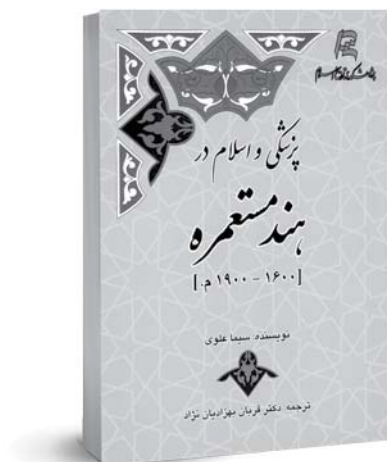 پزشکی و اسلام در
هند مستعمره
[۱۶۰۰ - ۱۹۰۰ م.]
نویسنده: سیما علوی
ترجمه: دکتر قربان بهزادیان نژاد